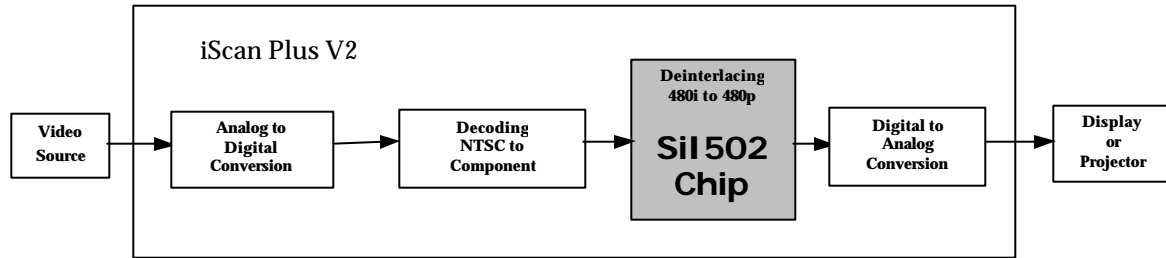 iScan Plus V2
Video
Source
Analog to
Digital
Conversion
Decoding
NTSC to
Component
Deinterlacing
480i to 480p
SiI 502
Chip
Digital to
Analog
Conversion
Display
or
Projector